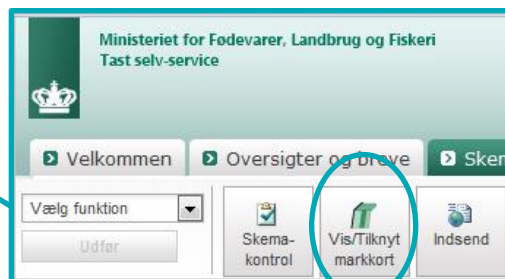 Ministeriet for Fødevarer, Landbrug og Fiskeri
Tast selv-service
Velkommen
Oversigter og breve
Vælg funktion
Udfør
Skema-
kontrol
Vis/Tilknyt
markkort
Indsend